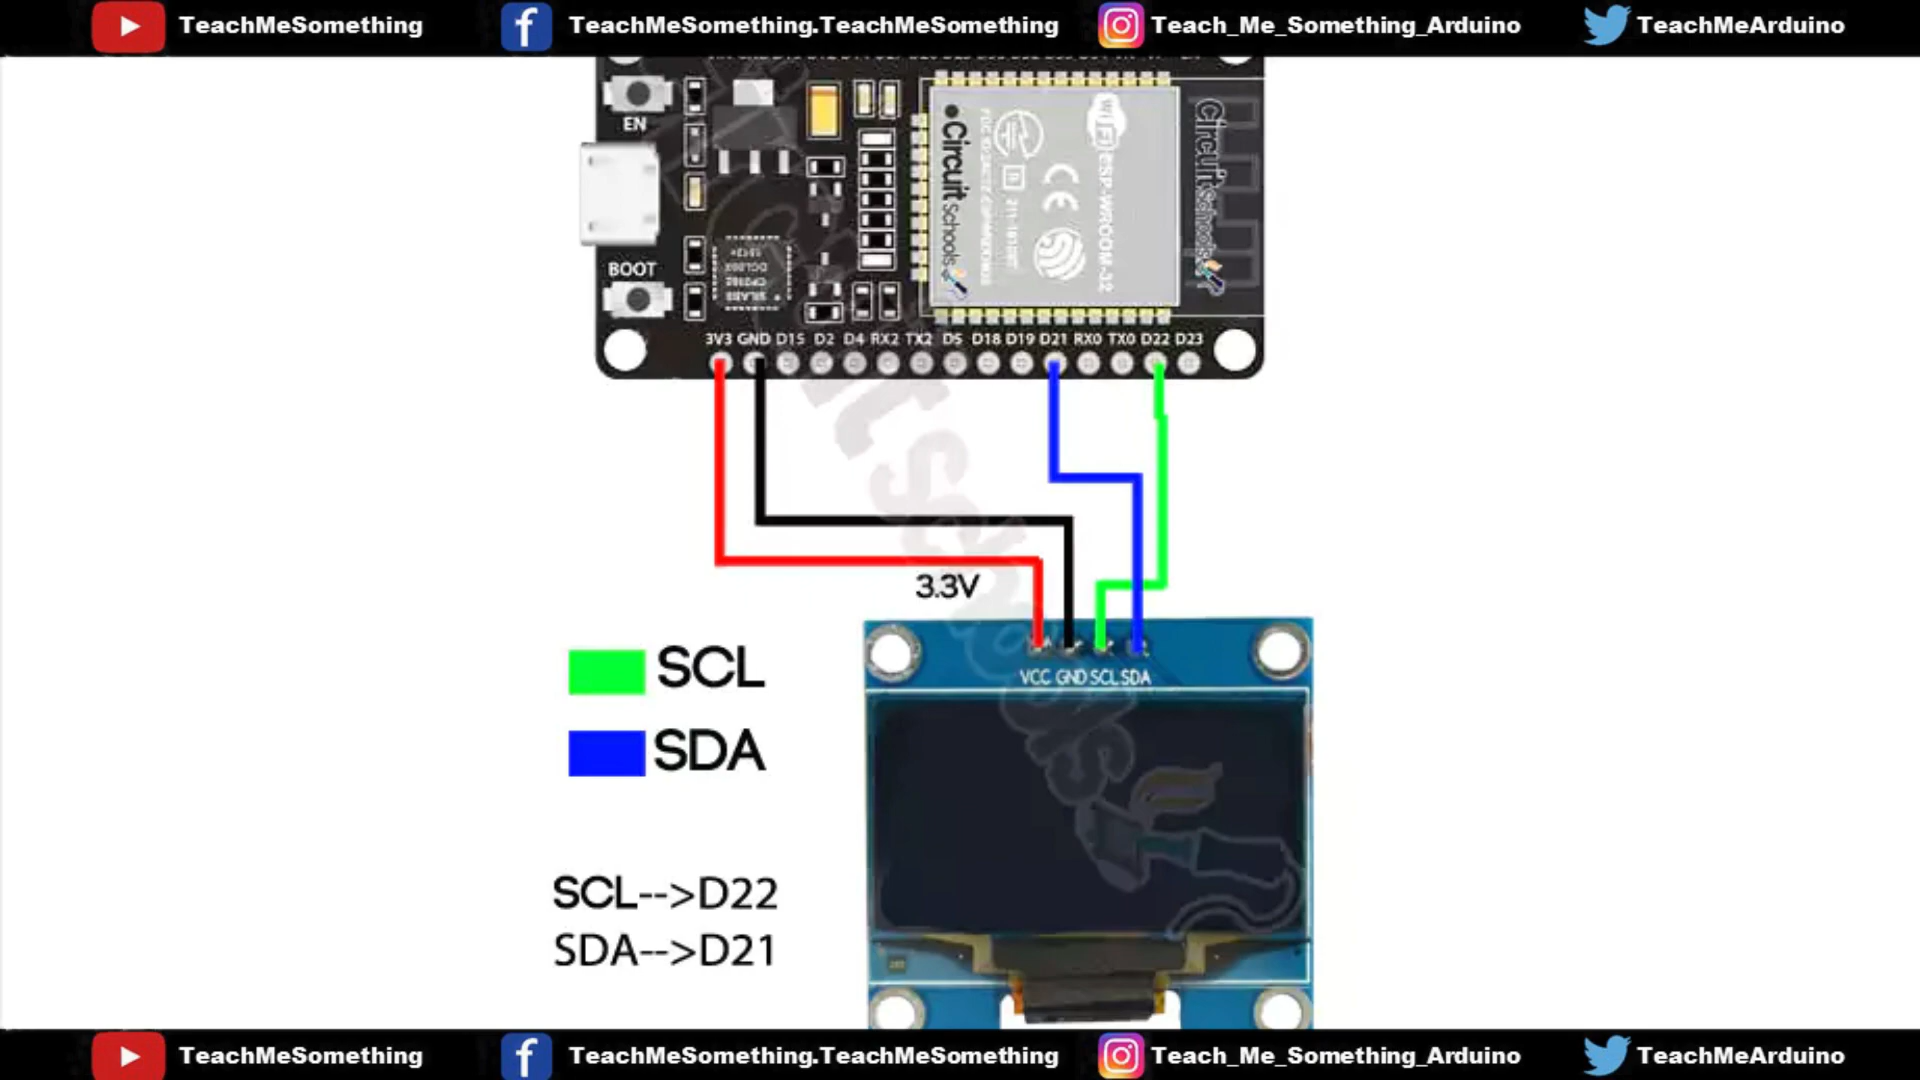 TeachMeSomething TeachMeSomething.TeachMeSomething Teach_Me_Something_Arduino TeachMeArduino
EN
BOOT
Circuit Schools
WiFi ESP-WROOM-32
CE
CircuitSchools
3V3 GND D15 D2 D4 RX2 TX2 D5 D18 D19 D21 RX0 TX0 D22 D23
3.3V
VCC GND SCL SDA
SCL
SDA
SCL-->D22
SDA-->D21
TeachMeSomething TeachMeSomething.TeachMeSomething Teach_Me_Something_Arduino TeachMeArduino